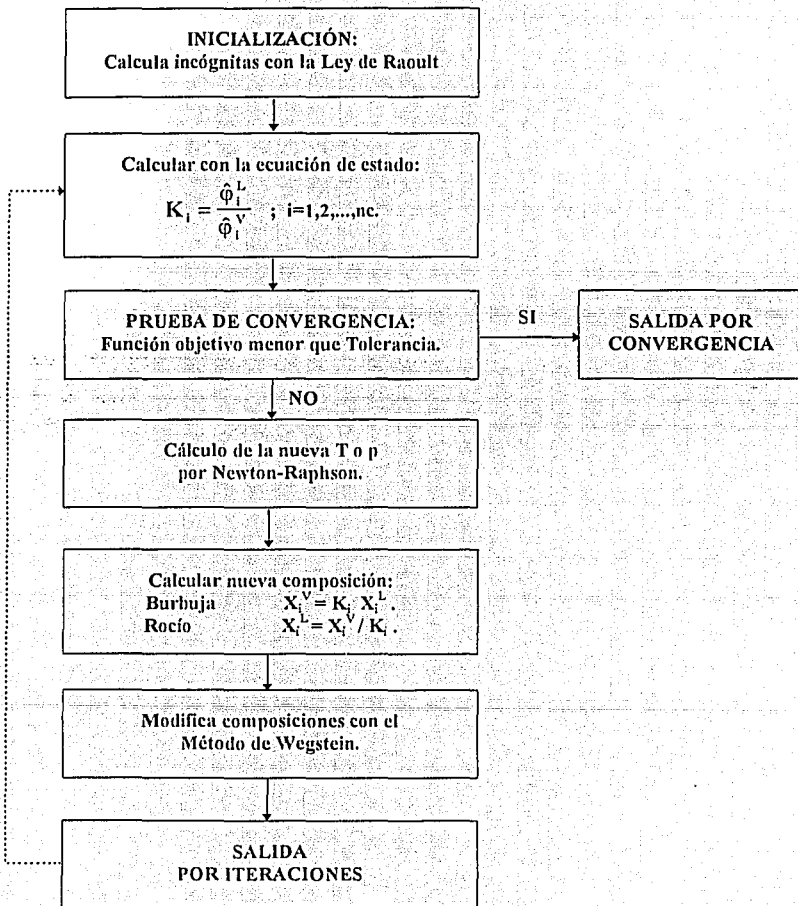 INICIALIZACIÓN:
Calcula incógnitas con la Ley de Raoult
Calcular con la ecuación de estado:
K_i = φ̂_i^L / φ̂_i^V ; i=1,2,...,nc.
PRUEBA DE CONVERGENCIA:
Función objetivo menor que Tolerancia.
SI
SALIDA POR
CONVERGENCIA
NO
Cálculo de la nueva T o p
por Newton-Raphson.
Calcular nueva composición:
Burbuja X_i^V = K_i X_i^L .
Rocío X_i^L = X_i^V / K_i .
Modifica composiciones con el
Método de Wegstein.
SALIDA
POR ITERACIONES